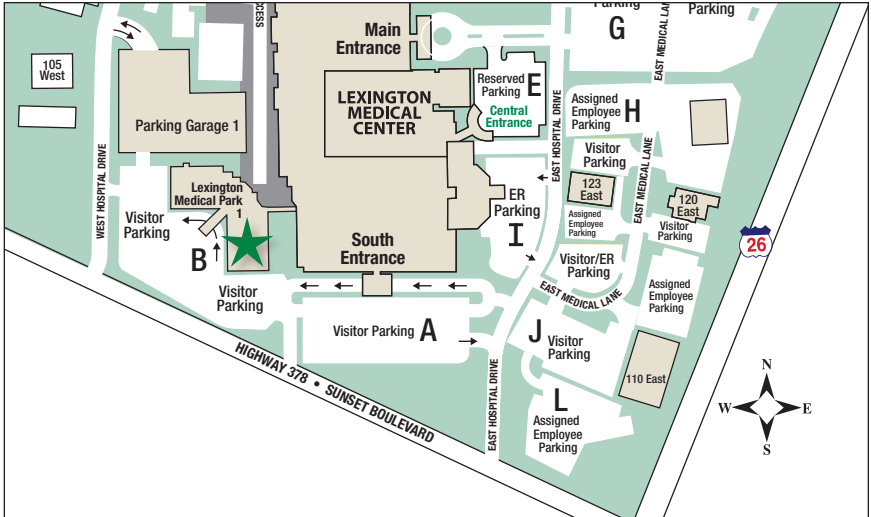 Parking
Parking
G
CCESS
Main
Entrance
EAST MEDICAL LANE
105
West
Reserved
Parking
E
Central
Entrance
LEXINGTON
MEDICAL
CENTER
Assigned
Employee
Parking
H
Parking Garage 1
EAST HOSPITAL DRIVE
Visitor
Parking
EAST MEDICAL LANE
WEST HOSPITAL DRIVE
Lexington
Medical Park
1
123
East
120
East
ER
Parking
I
Assigned
Employee
Parking
Visitor
Parking
Visitor
Parking
B
South
Entrance
26
Visitor/ER
Parking
Visitor
Parking
EAST MEDICAL LANE
Assigned
Employee
Parking
Visitor Parking
A
J
Visitor
Parking
HIGHWAY 378 • SUNSET BOULEVARD
EAST HOSPITAL DRIVE
110 East
L
Assigned
Employee
Parking
N
W
E
S